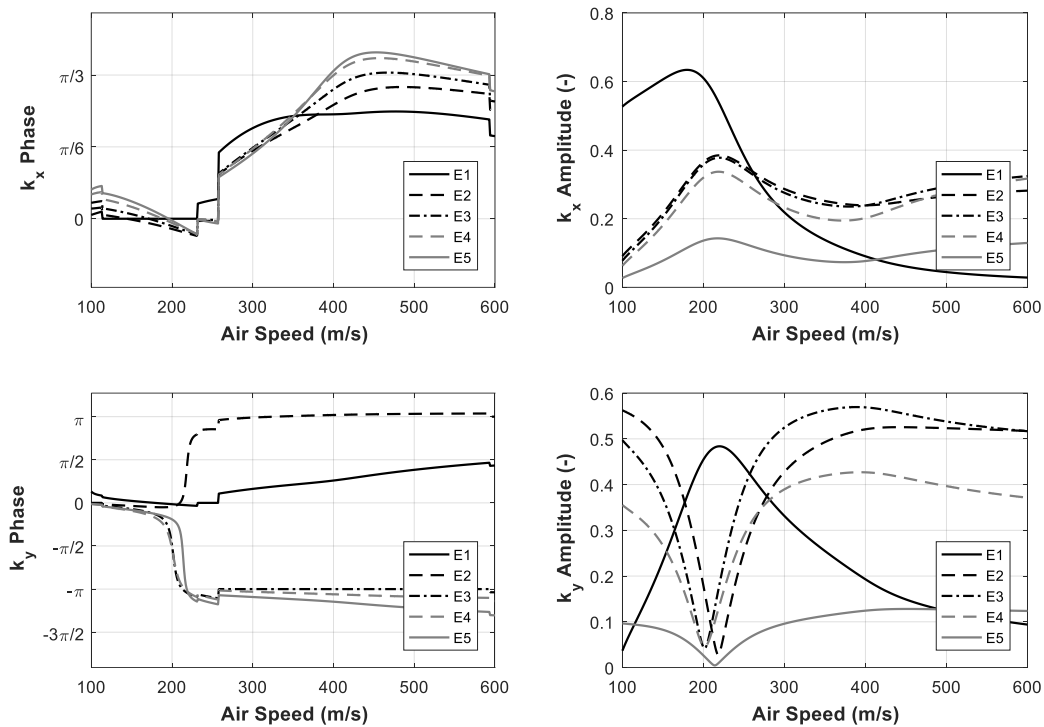 k_x Phase
π/3
π/6
0
E1
E2
E3
E4
E5
100 200 300 400 500 600
Air Speed (m/s)
k_x Amplitude (-)
0.8
0.6
0.4
0.2
0
E1
E2
E3
E4
E5
100 200 300 400 500 600
Air Speed (m/s)
k_y Phase
π
π/2
0
-π/2
-π
-3π/2
E1
E2
E3
E4
E5
100 200 300 400 500 600
Air Speed (m/s)
k_y Amplitude (-)
0.6
0.5
0.4
0.3
0.2
0.1
0
E1
E2
E3
E4
E5
100 200 300 400 500 600
Air Speed (m/s)